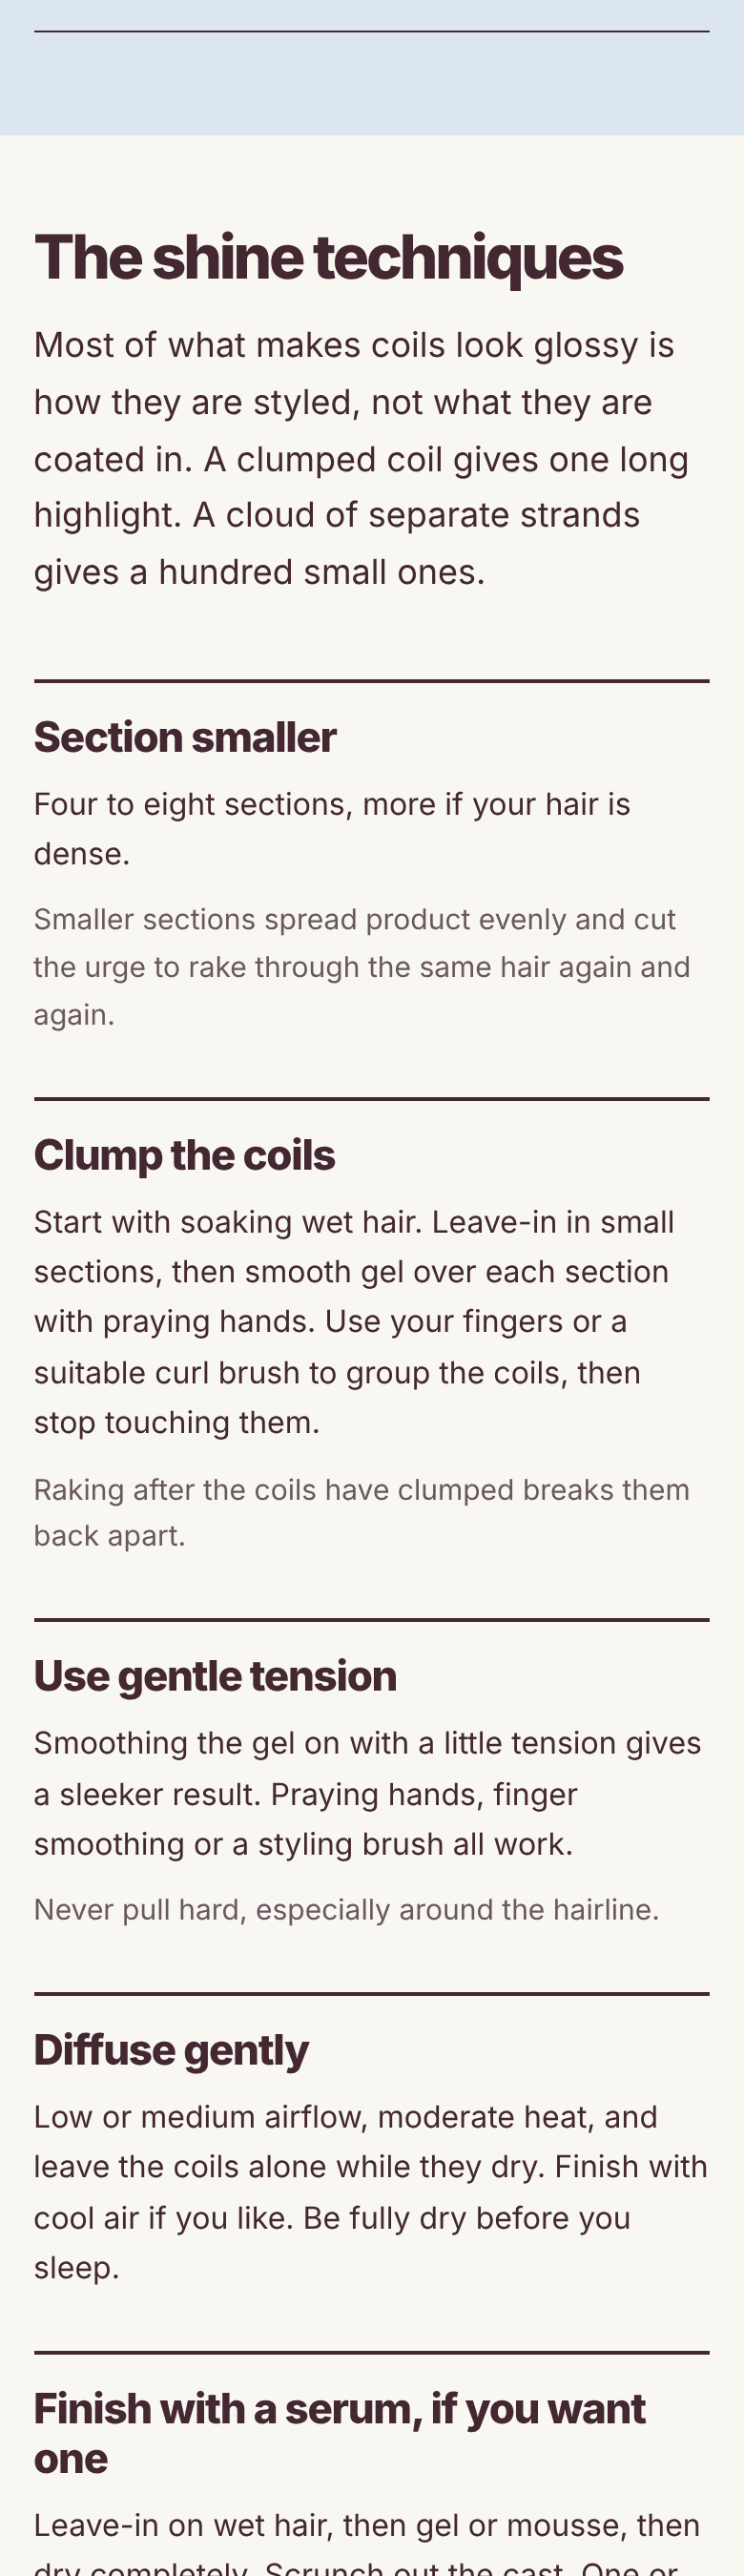 The shine techniques
Most of what makes coils look glossy is
how they are styled, not what they are
coated in. A clumped coil gives one long
highlight. A cloud of separate strands
gives a hundred small ones.
Section smaller
Four to eight sections, more if your hair is
dense.
Smaller sections spread product evenly and cut
the urge to rake through the same hair again and
again.
Clump the coils
Start with soaking wet hair. Leave-in in small
sections, then smooth gel over each section
with praying hands. Use your fingers or a
suitable curl brush to group the coils, then
stop touching them.
Raking after the coils have clumped breaks them
back apart.
Use gentle tension
Smoothing the gel on with a little tension gives
a sleeker result. Praying hands, finger
smoothing or a styling brush all work.
Never pull hard, especially around the hairline.
Diffuse gently
Low or medium airflow, moderate heat, and
leave the coils alone while they dry. Finish with
cool air if you like. Be fully dry before you
sleep.
Finish with a serum, if you want
one
Leave-in on wet hair, then gel or mousse, then
dry completely. Scrunch out the cast. One or